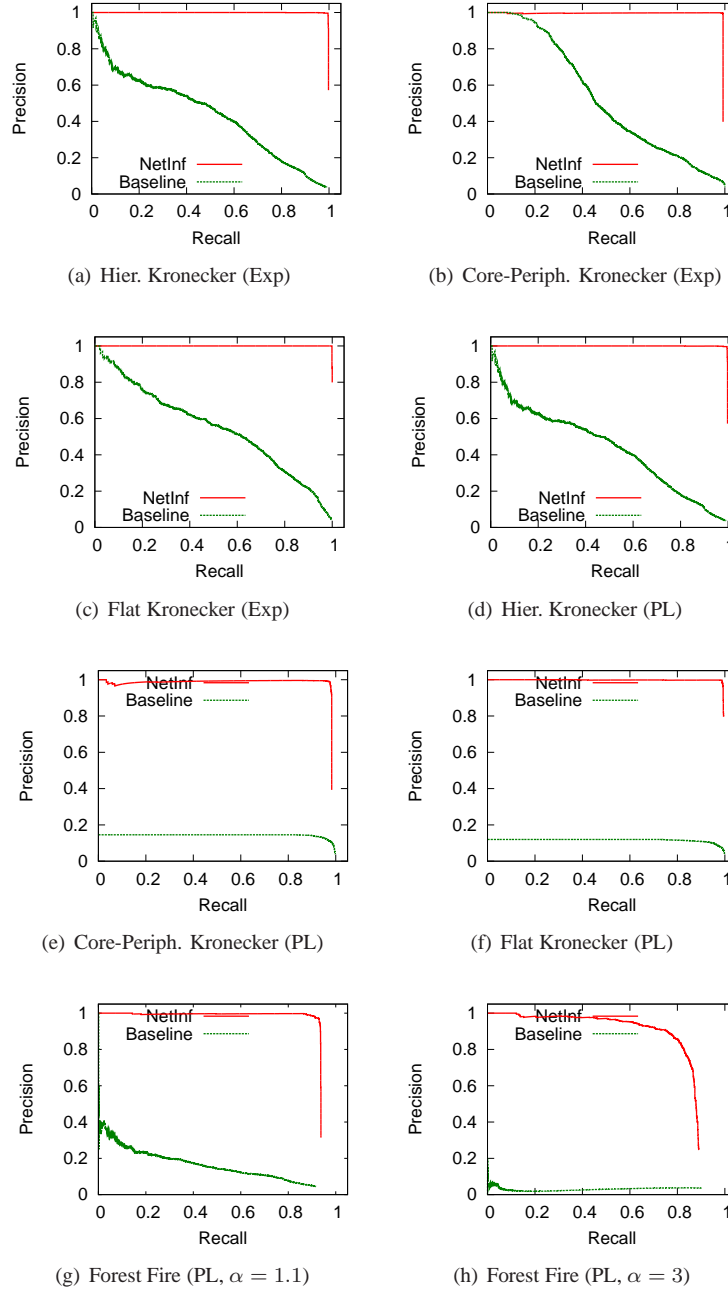 Precision
1
0.8
0.6
0.4
0.2
0
NetInf
Baseline
0 0.2 0.4 0.6 0.8 1
Recall
(a) Hier. Kronecker (Exp)
Precision
1
0.8
0.6
0.4
0.2
0
NetInf
Baseline
0 0.2 0.4 0.6 0.8 1
Recall
(b) Core-Periph. Kronecker (Exp)
Precision
1
0.8
0.6
0.4
0.2
0
NetInf
Baseline
0 0.2 0.4 0.6 0.8 1
Recall
(c) Flat Kronecker (Exp)
Precision
1
0.8
0.6
0.4
0.2
0
NetInf
Baseline
0 0.2 0.4 0.6 0.8 1
Recall
(d) Hier. Kronecker (PL)
Precision
1
0.8
0.6
0.4
0.2
0
NetInf
Baseline
0 0.2 0.4 0.6 0.8 1
Recall
(e) Core-Periph. Kronecker (PL)
Precision
1
0.8
0.6
0.4
0.2
0
NetInf
Baseline
0 0.2 0.4 0.6 0.8 1
Recall
(f) Flat Kronecker (PL)
Precision
1
0.8
0.6
0.4
0.2
0
NetInf
Baseline
0 0.2 0.4 0.6 0.8 1
Recall
(g) Forest Fire (PL, α = 1.1)
Precision
1
0.8
0.6
0.4
0.2
0
NetInf
Baseline
0 0.2 0.4 0.6 0.8 1
Recall
(h) Forest Fire (PL, α = 3)